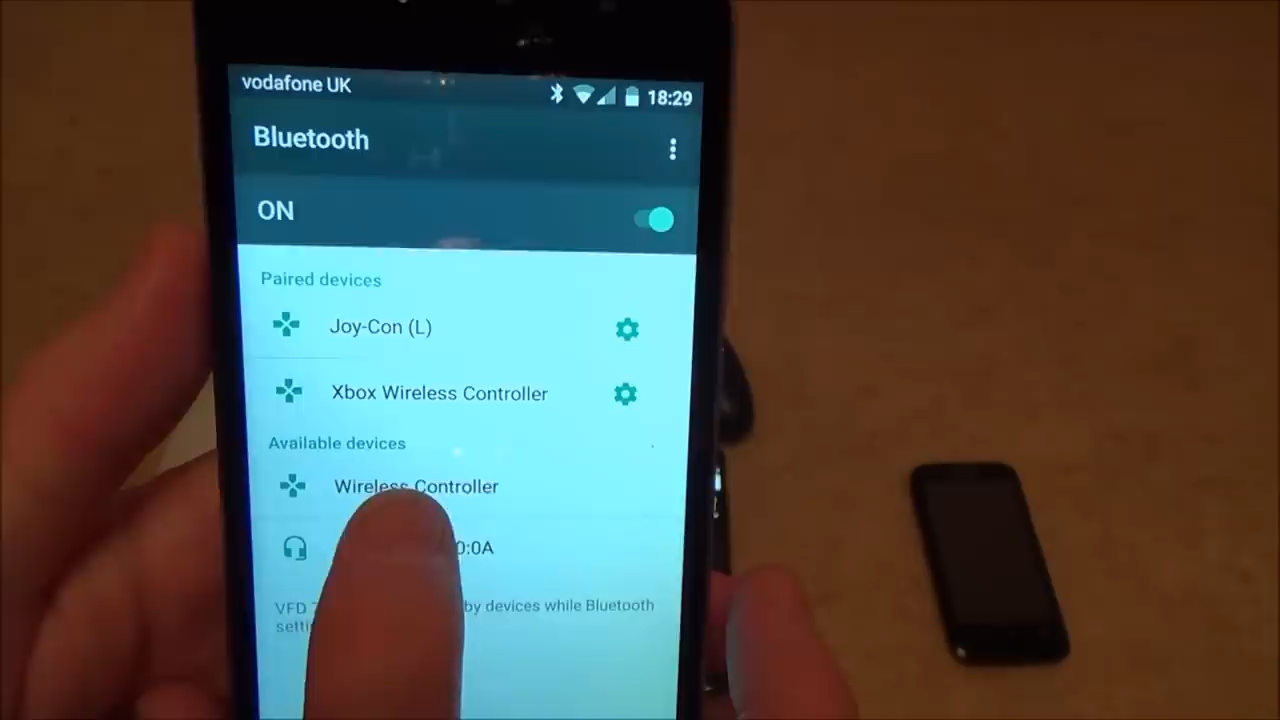 vodafone UK
18:29
Bluetooth
ON
Paired devices
Joy-Con (L)
Xbox Wireless Controller
Available devices
Wireless Controller
0:0A
VFD by devices while Bluetooth